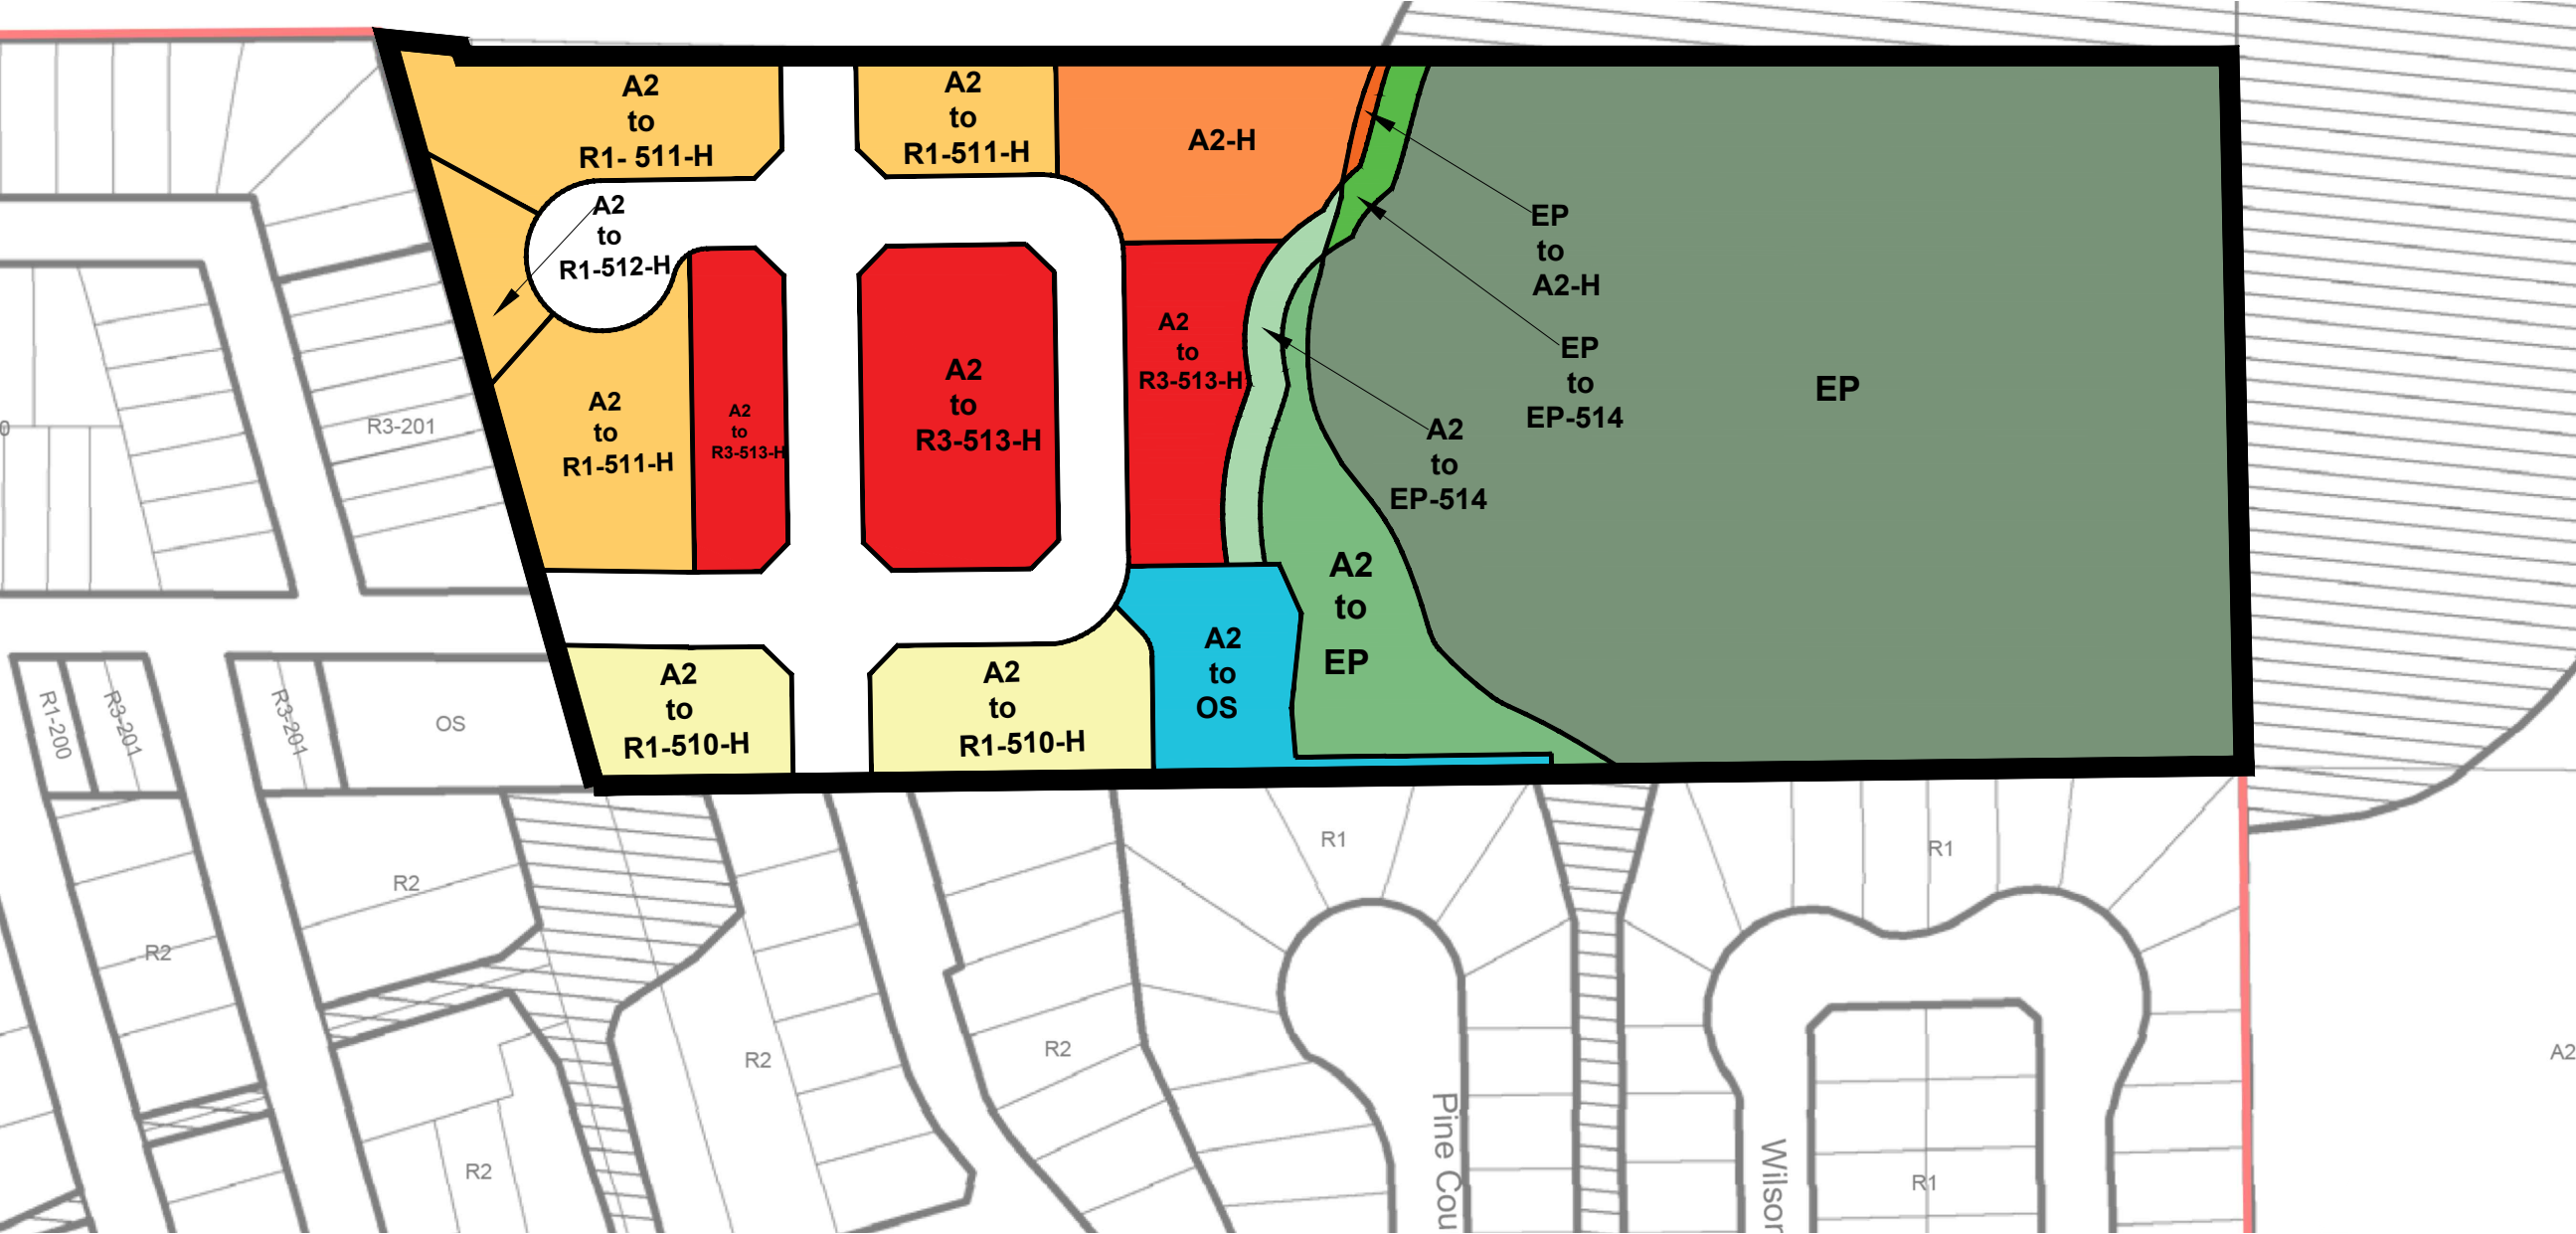 A2
to
R1- 511-H
A2
to
R1-511-H
A2-H
A2
to
R1-512-H
EP
to
A2-H
A2
to
R3-513-H
EP
to
EP-514
EP
A2
to
R3-513-H
A2
to
R1-511-H
A2
to
R3-513-H
A2
to
EP-514
R3-201
0
A2
to
EP
A2
to
OS
A2
to
R1-510-H
A2
to
R1-510-H
R1-200
R3-201
R3-201
OS
R1
R1
R2
R2
R2
R2
A2
Pine Cou
Wilson
R2
R1